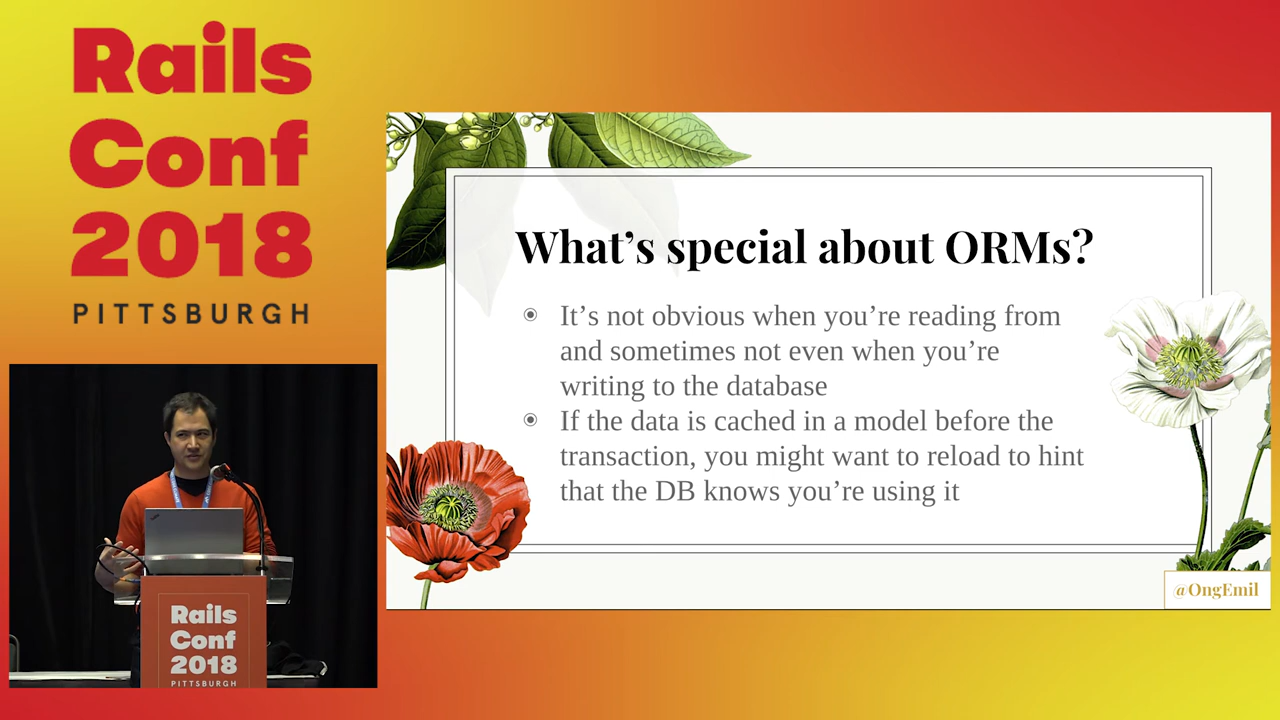 Rails
Conf
2018
PITTSBURGH
What’s special about ORMs?
It’s not obvious when you’re reading from
and sometimes not even when you’re
writing to the database
If the data is cached in a model before the
transaction, you might want to reload to hint
that the DB knows you’re using it
@OngEmil
Rails
Conf
2018
PITTSBURGH